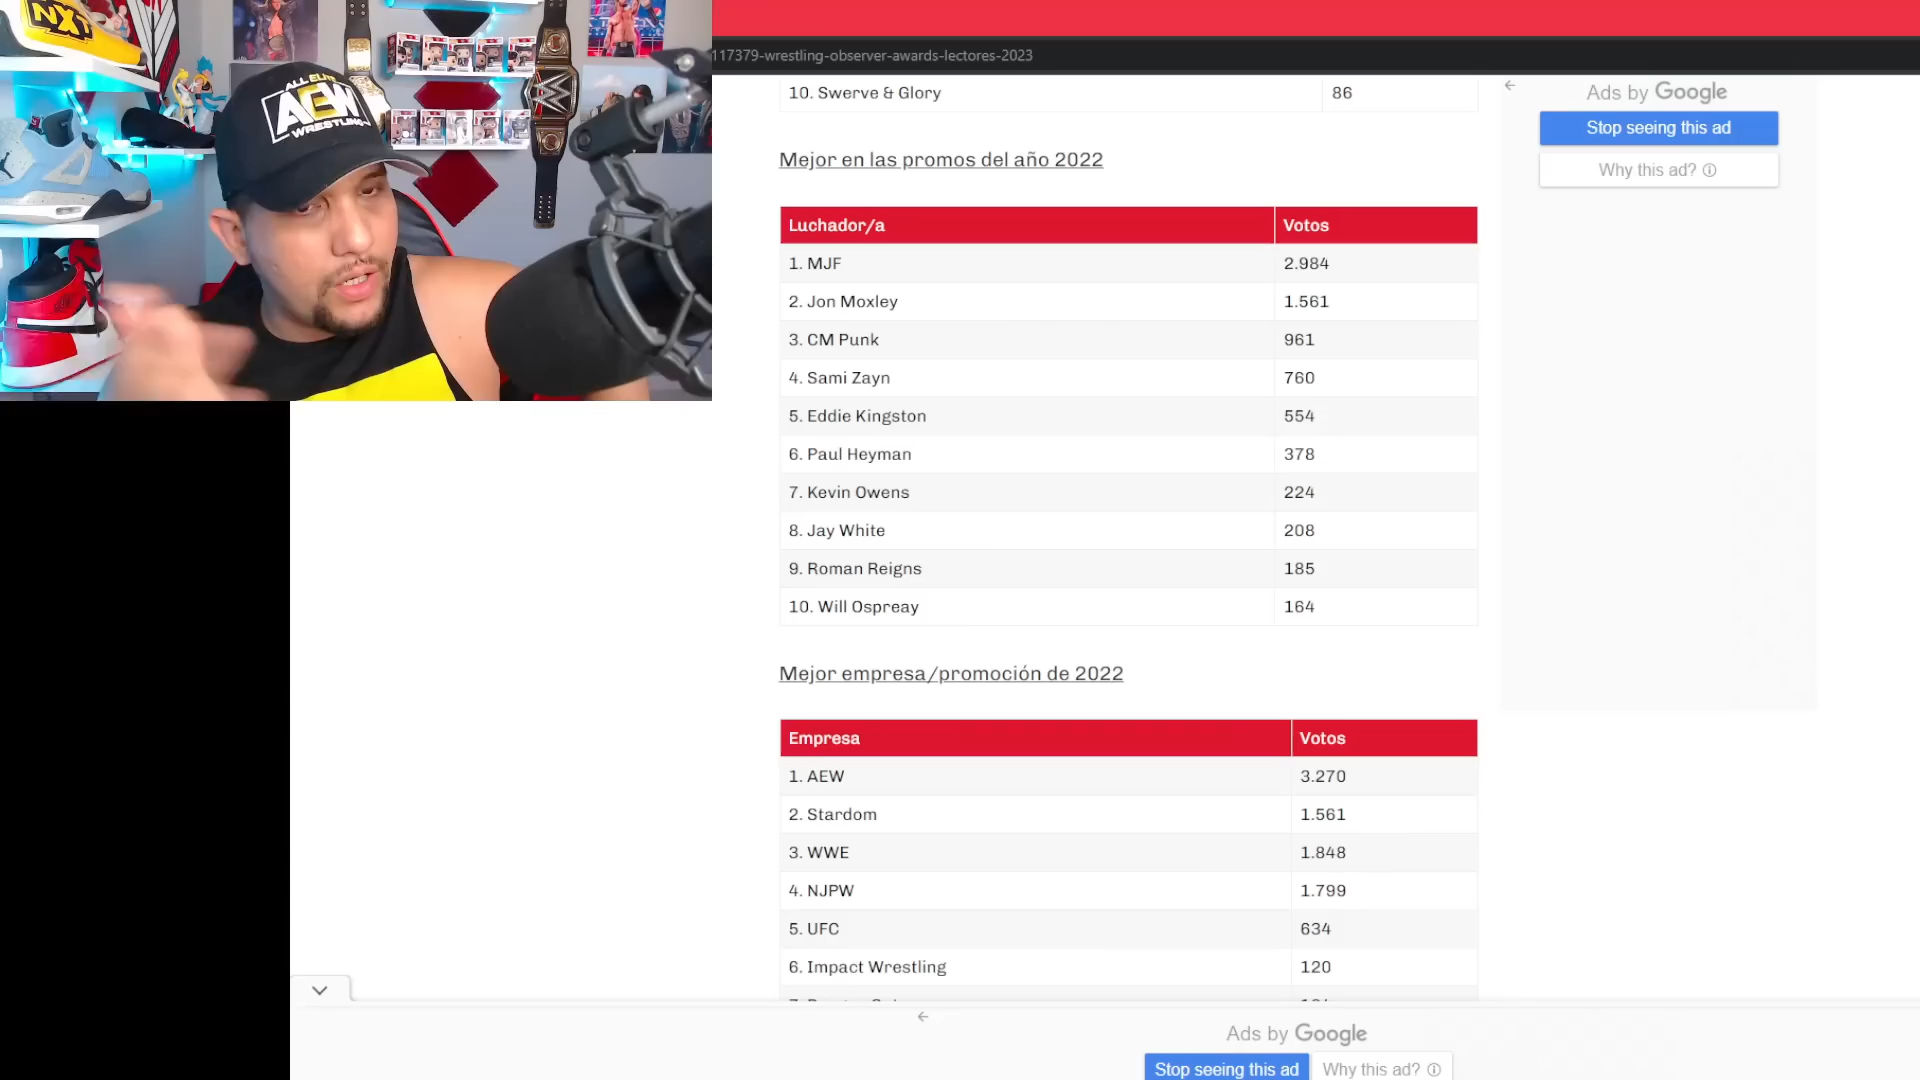 NXT
ALL ELITE
AEW
WRESTLING
117379-wrestling-observer-awards-lectores-2023
10. Swerve & Glory 86
Mejor en las promos del año 2022
Luchador/a Votos
1. MJF 2.984
2. Jon Moxley 1.561
3. CM Punk 961
4. Sami Zayn 760
5. Eddie Kingston 554
6. Paul Heyman 378
7. Kevin Owens 224
8. Jay White 208
9. Roman Reigns 185
10. Will Ospreay 164
Mejor empresa/promoción de 2022
Empresa Votos
1. AEW 3.270
2. Stardom 1.561
3. WWE 1.848
4. NJPW 1.799
5. UFC 634
6. Impact Wrestling 120
Ads by Google
Stop seeing this ad
Why this ad?
Ads by Google
Stop seeing this ad Why this ad?